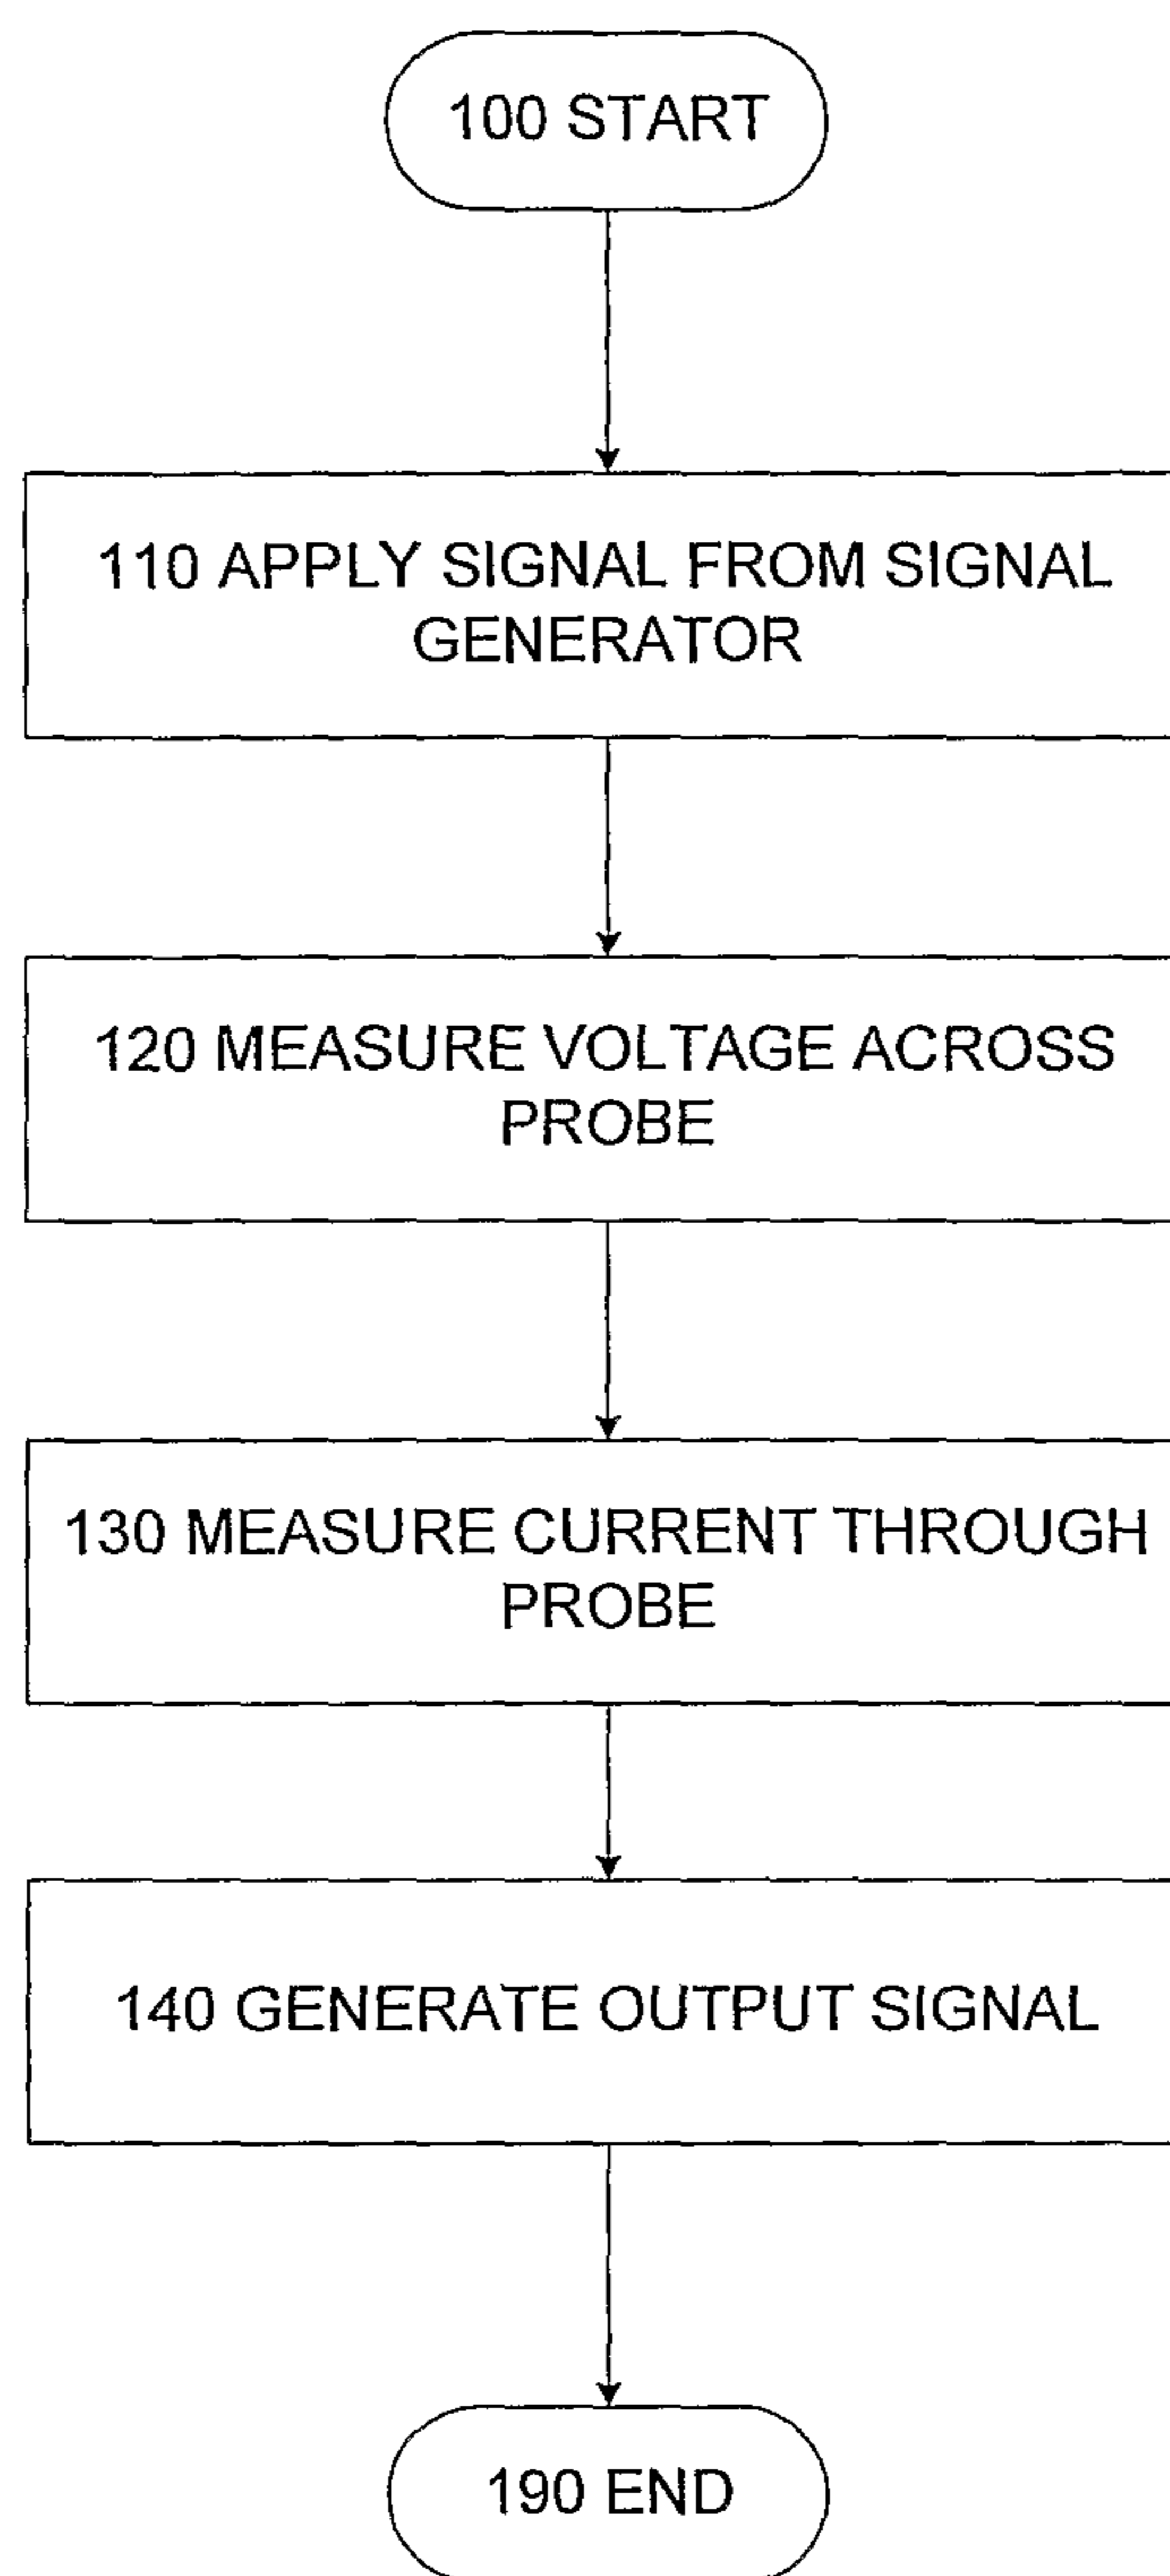 100 START
110 APPLY SIGNAL FROM SIGNAL
GENERATOR
120 MEASURE VOLTAGE ACROSS
PROBE
130 MEASURE CURRENT THROUGH
PROBE
140 GENERATE OUTPUT SIGNAL
190 END